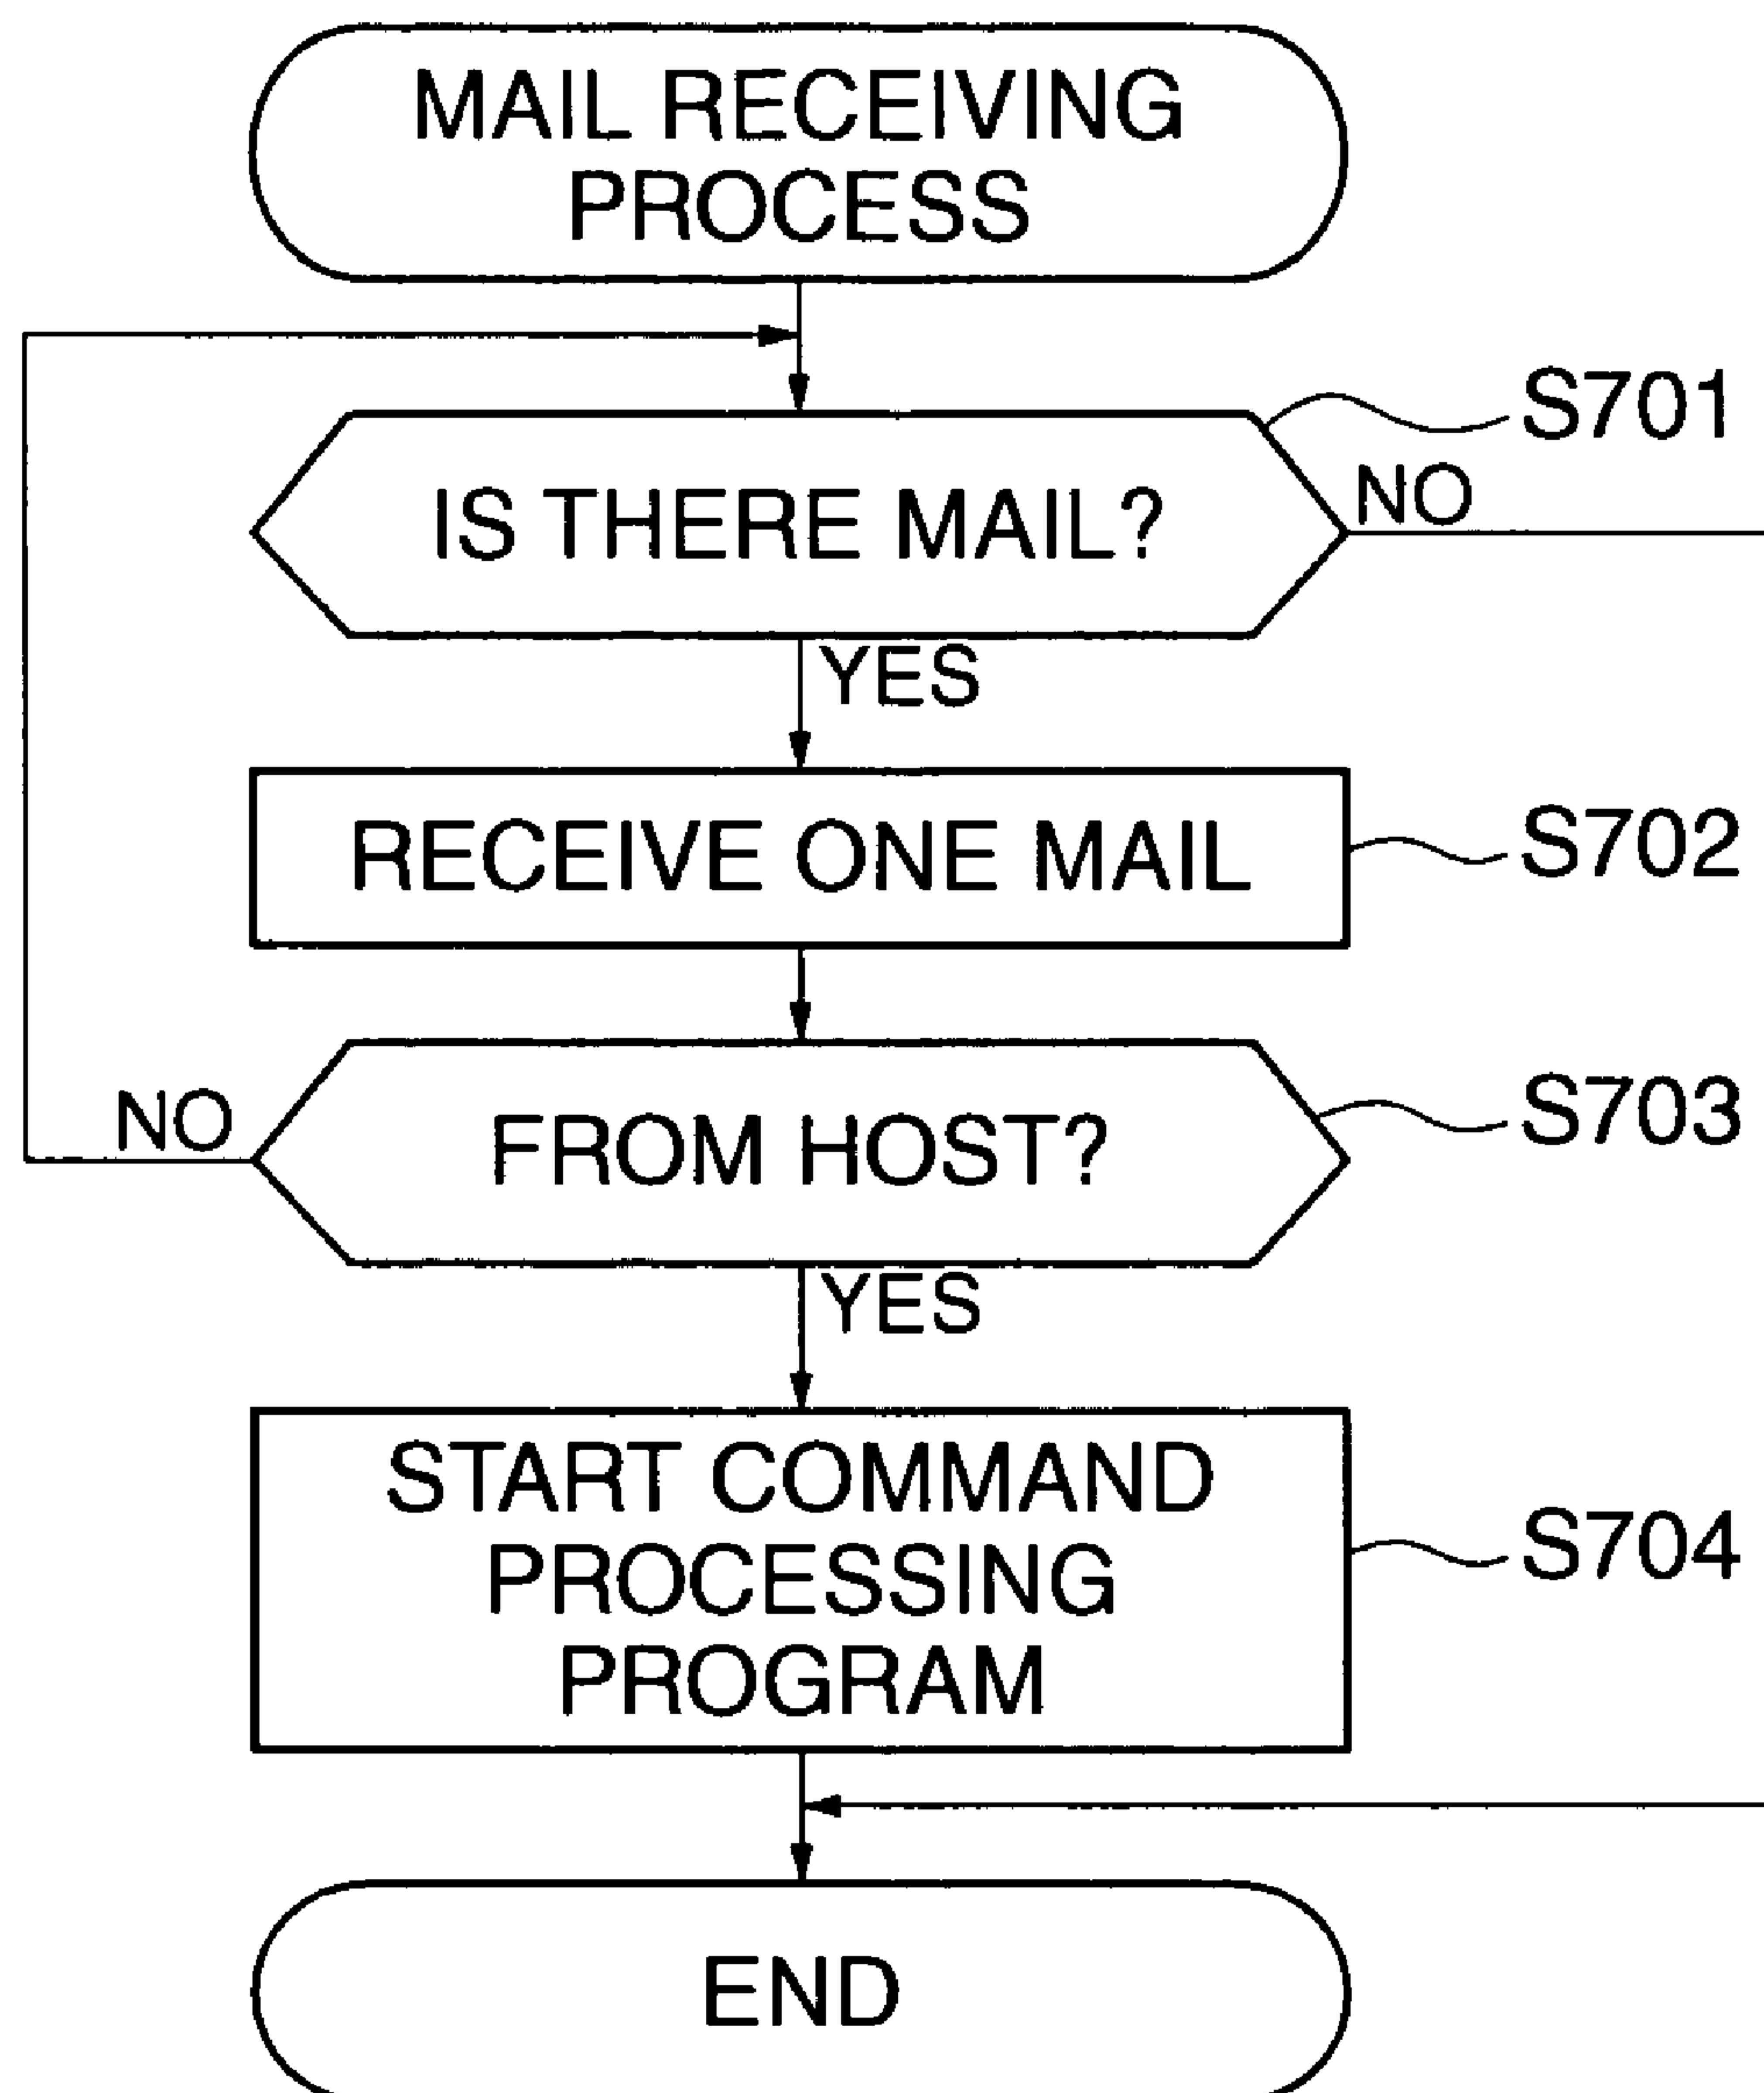 MAIL RECEIVING
PROCESS
S701
IS THERE MAIL?
NO
YES
RECEIVE ONE MAIL
S702
FROM HOST?
S703
NO
YES
START COMMAND
PROCESSING
PROGRAM
S704
END